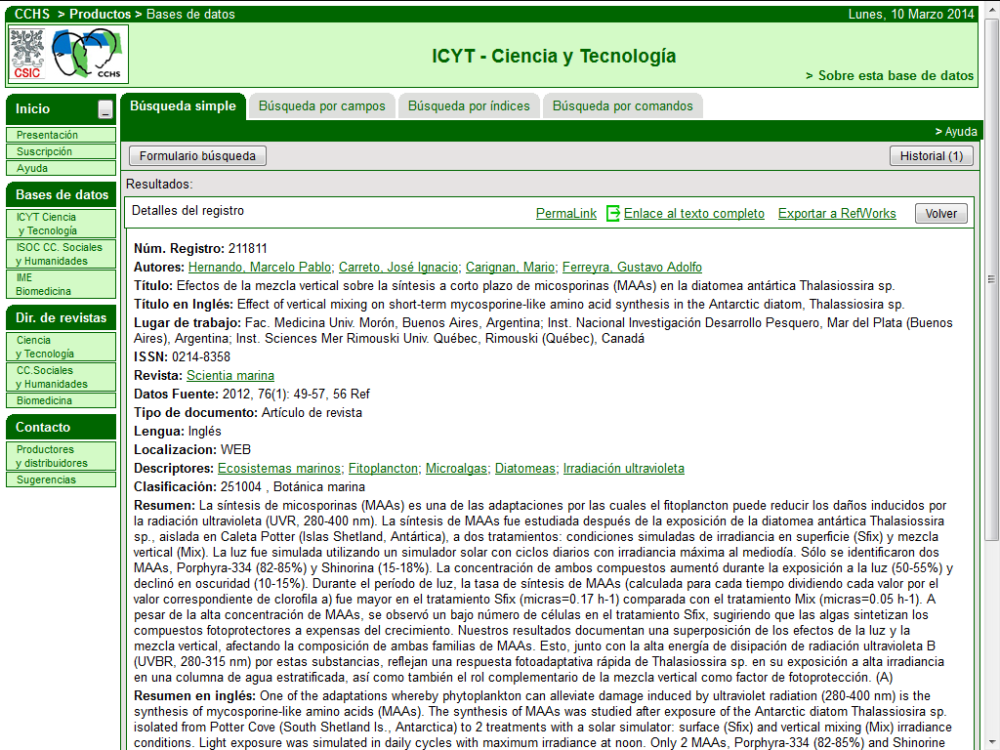 CCHS > Productos > Bases de datos
Lunes, 10 Marzo 2014
CSIC
CCHS
ICYT - Ciencia y Tecnología
> Sobre esta base de datos
Inicio
_
Presentación
Suscripción
Ayuda
Bases de datos
ICYT Ciencia
y Tecnología
ISOC CC. Sociales
y Humanidades
IME
Biomedicina
Dir. de revistas
Ciencia
y Tecnología
CC.Sociales
y Humanidades
Biomedicina
Contacto
Productores
y distribuidores
Sugerencias
Búsqueda simple
Búsqueda por campos
Búsqueda por índices
Búsqueda por comandos
> Ayuda
Formulario búsqueda
Historial (1)
Resultados:
Detalles del registro
PermaLink
Enlace al texto completo
Exportar a RefWorks
Volver
Núm. Registro: 211811
Autores: Hernando, Marcelo Pablo; Carreto, José Ignacio; Carignan, Mario; Ferreyra, Gustavo Adolfo
Título: Efectos de la mezcla vertical sobre la síntesis a corto plazo de micosporinas (MAAs) en la diatomea antártica Thalasiossira sp.
Título en Inglés: Effect of vertical mixing on short-term mycosporine-like amino acid synthesis in the Antarctic diatom, Thalassiosira sp.
Lugar de trabajo: Fac. Medicina Univ. Morón, Buenos Aires, Argentina; Inst. Nacional Investigación Desarrollo Pesquero, Mar del Plata (Buenos
Aires), Argentina; Inst. Sciences Mer Rimouski Univ. Québec, Rimouski (Québec), Canadá
ISSN: 0214-8358
Revista: Scientia marina
Datos Fuente: 2012, 76(1): 49-57, 56 Ref
Tipo de documento: Artículo de revista
Lengua: Inglés
Localizacion: WEB
Descriptores: Ecosistemas marinos; Fitoplancton; Microalgas; Diatomeas; Irradiación ultravioleta
Clasificación: 251004 , Botánica marina
Resumen: La síntesis de micosporinas (MAAs) es una de las adaptaciones por las cuales el fitoplancton puede reducir los daños inducidos por
la radiación ultravioleta (UVR, 280-400 nm). La síntesis de MAAs fue estudiada después de la exposición de la diatomea antártica Thalasiossira
sp., aislada en Caleta Potter (Islas Shetland, Antártica), a dos tratamientos: condiciones simuladas de irradiancia en superficie (Sfix) y mezcla
vertical (Mix). La luz fue simulada utilizando un simulador solar con ciclos diarios con irradiancia máxima al mediodía. Sólo se identificaron dos
MAAs, Porphyra-334 (82-85%) y Shinorina (15-18%). La concentración de ambos compuestos aumentó durante la exposición a la luz (50-55%) y
declinó en oscuridad (10-15%). Durante el período de luz, la tasa de síntesis de MAAs (calculada para cada tiempo dividiendo cada valor por el
valor correspondiente de clorofila a) fue mayor en el tratamiento Sfix (micras=0.17 h-1) comparada con el tratamiento Mix (micras=0.05 h-1). A
pesar de la alta concentración de MAAs, se observó un bajo número de células en el tratamiento Sfix, sugiriendo que las algas sintetizan los
compuestos fotoprotectores a expensas del crecimiento. Nuestros resultados documentan una superposición de los efectos de la luz y la
mezcla vertical, afectando la composición de ambas familias de MAAs. Esto, junto con la alta energía de disipación de radiación ultravioleta B
(UVBR, 280-315 nm) por estas substancias, reflejan una respuesta fotoadaptativa rápida de Thalasiossira sp. en su exposición a alta irradiancia
en una columna de agua estratificada, así como también el rol complementario de la mezcla vertical como factor de fotoprotección. (A)
Resumen en inglés: One of the adaptations whereby phytoplankton can alleviate damage induced by ultraviolet radiation (280-400 nm) is the
synthesis of mycosporine-like amino acids (MAAs). The synthesis of MAAs was studied after exposure of the Antarctic diatom Thalassiosira sp.
isolated from Potter Cove (South Shetland Is., Antarctica) to 2 treatments with a solar simulator: surface (Sfix) and vertical mixing (Mix) irradiance
conditions. Light exposure was simulated in daily cycles with maximum irradiance at noon. Only 2 MAAs, Porphyra-334 (82-85%) and Shinorine